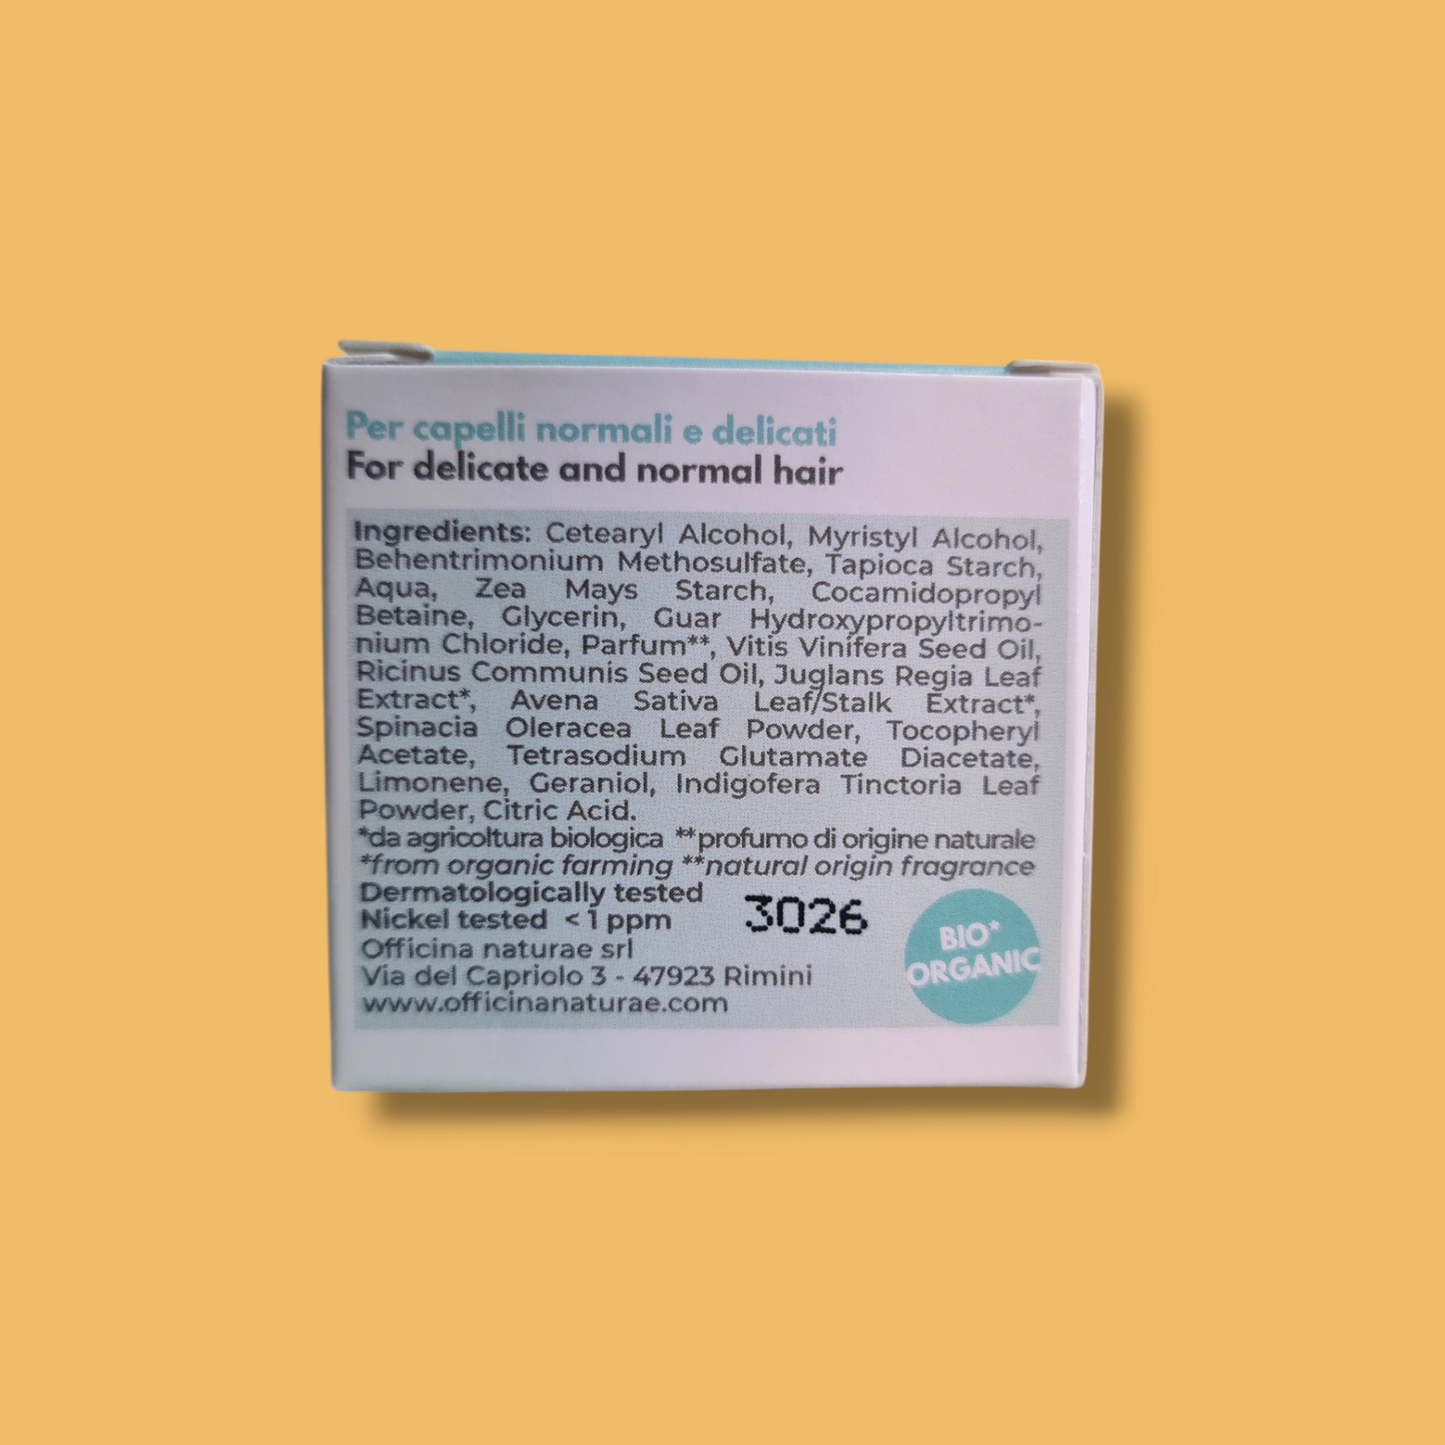 Per capelli normali e delicati
For delicate and normal hair
Ingredients: Cetearyl Alcohol, Myristyl Alcohol,
Behentrimonium Methosulfate, Tapioca Starch,
Aqua, Zea Mays Starch, Cocamidopropyl
Betaine, Glycerin, Guar Hydroxypropyltrimo-
nium Chloride, Parfum**, Vitis Vinifera Seed Oil,
Ricinus Communis Seed Oil, Juglans Regia Leaf
Extract*, Avena Sativa Leaf/Stalk Extract*,
Spinacia Oleracea Leaf Powder, Tocopheryl
Acetate, Tetrasodium Glutamate Diacetate,
Limonene, Geraniol, Indigofera Tinctoria Leaf
Powder, Citric Acid.
*da agricoltura biologica **profumo di origine naturale
*from organic farming **natural origin fragrance
Dermatologically tested
Nickel tested < 1 ppm
3026
Officina naturae srl
Via del Capriolo 3 - 47923 Rimini
www.officinanaturae.com
BIO*
ORGANIC